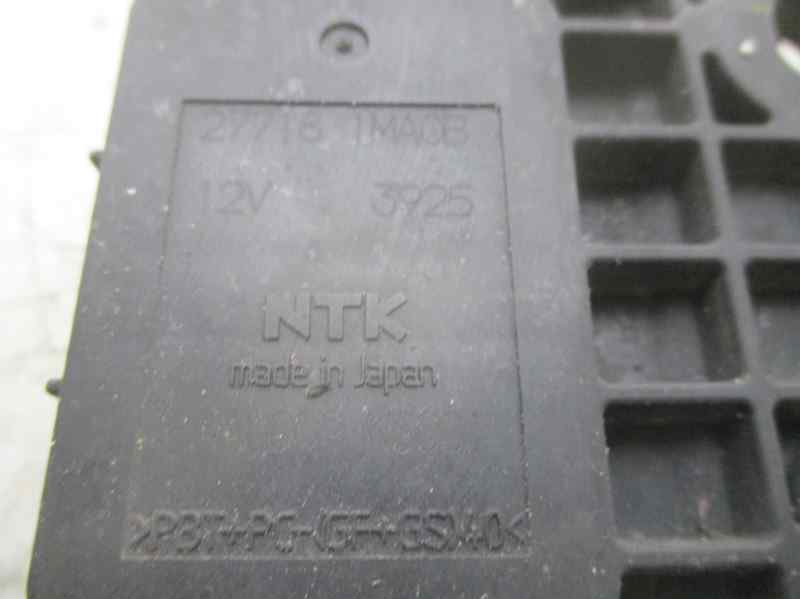 27718 1MA0B
12V 3925
NTK
made in Japan
>PBT+PC-(GF+GS)40<